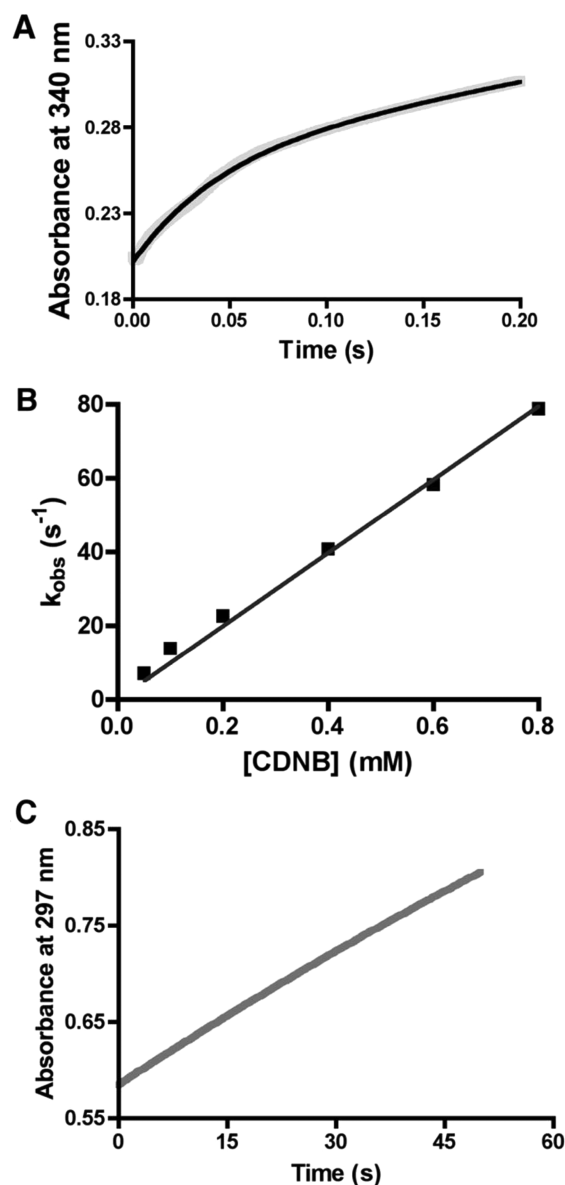 A
Absorbance at 340 nm
0.33
0.28
0.23
0.18
0.00 0.05 0.10 0.15 0.20
Time (s)
B
kobs (s-1)
80
60
40
20
0
0.0 0.2 0.4 0.6 0.8
[CDNB] (mM)
C
Absorbance at 297 nm
0.85
0.75
0.65
0.55
0 15 30 45 60
Time (s)